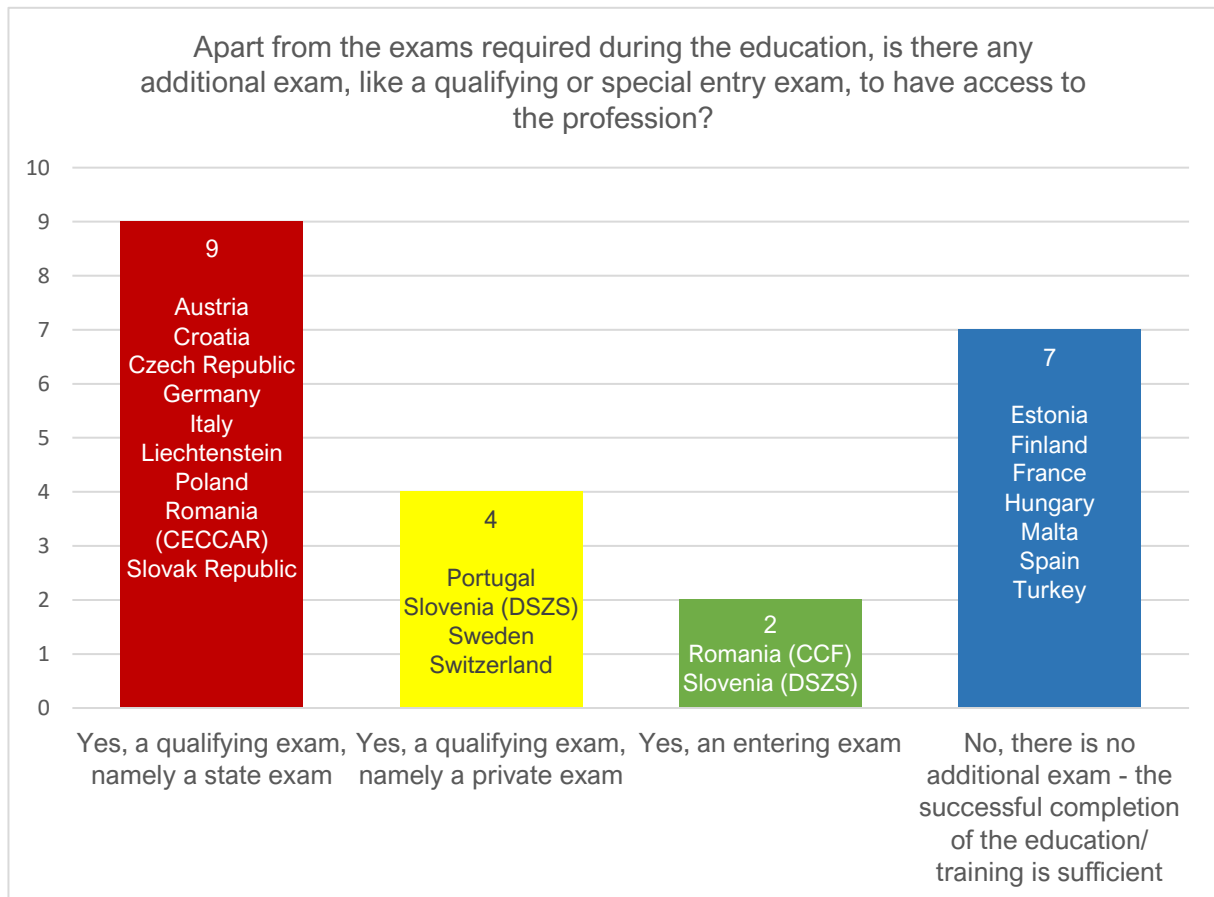 Apart from the exams required during the education, is there any
additional exam, like a qualifying or special entry exam, to have access to
the profession?
10
9
8
7
6
5
4
3
2
1
0
9
Austria
Croatia
Czech Republic
Germany
Italy
Liechtenstein
Poland
Romania
(CECCAR)
Slovak Republic
4
Portugal
Slovenia (DSZS)
Sweden
Switzerland
2
Romania (CCF)
Slovenia (DSZS)
7
Estonia
Finland
France
Hungary
Malta
Spain
Turkey
Yes, a qualifying exam,
namely a state exam
Yes, a qualifying exam,
namely a private exam
Yes, an entering exam
No, there is no
additional exam - the
successful completion
of the education/
training is sufficient